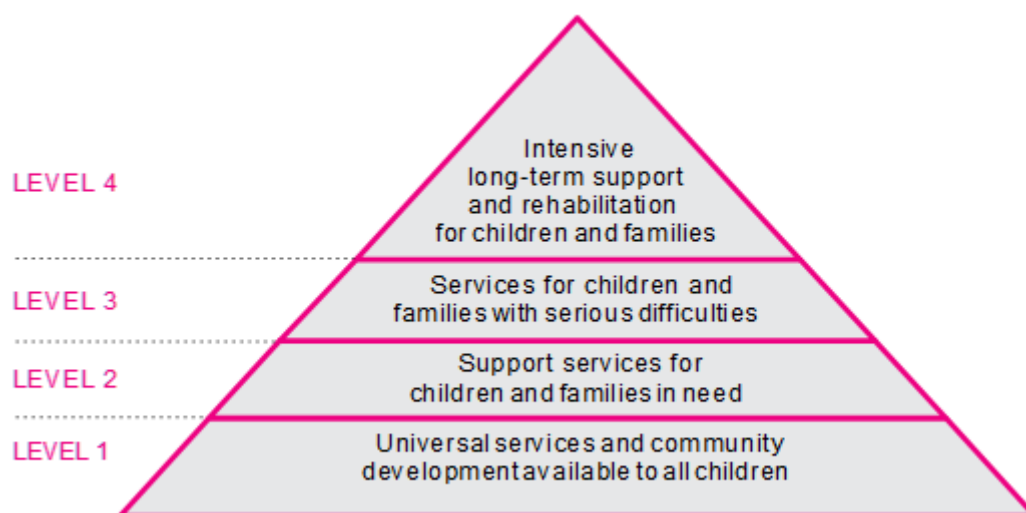 LEVEL 4
Intensive
long-term support
and rehabilitation
for children and families
LEVEL 3
Services for children and
families with serious difficulties
LEVEL 2
Support services for
children and families in need
LEVEL 1
Universal services and community
development available to all children